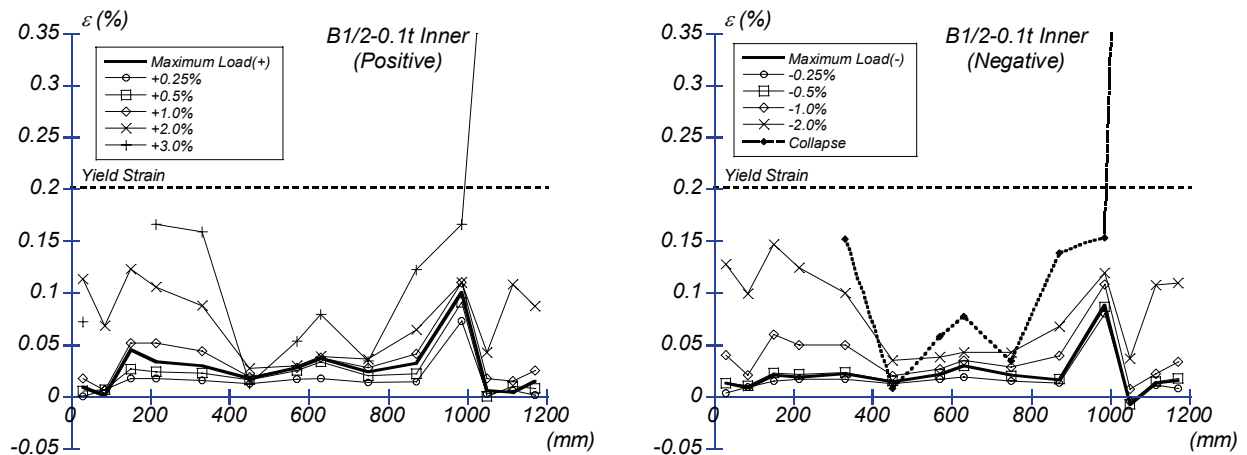 ε (%)
0.35
0.3
0.25
0.2
0.15
0.1
0.05
0
-0.05
B1/2-0.1t Inner
(Positive)
Maximum Load(+)
+0.25%
+0.5%
+1.0%
+2.0%
+3.0%
Yield Strain
0 200 400 600 800 1000 1200
(mm)
ε (%)
0.35
0.3
0.25
0.2
0.15
0.1
0.05
0
-0.05
B1/2-0.1t Inner
(Negative)
Maximum Load(-)
-0.25%
-0.5%
-1.0%
-2.0%
Collapse
Yield Strain
0 200 400 600 800 1000 1200
(mm)